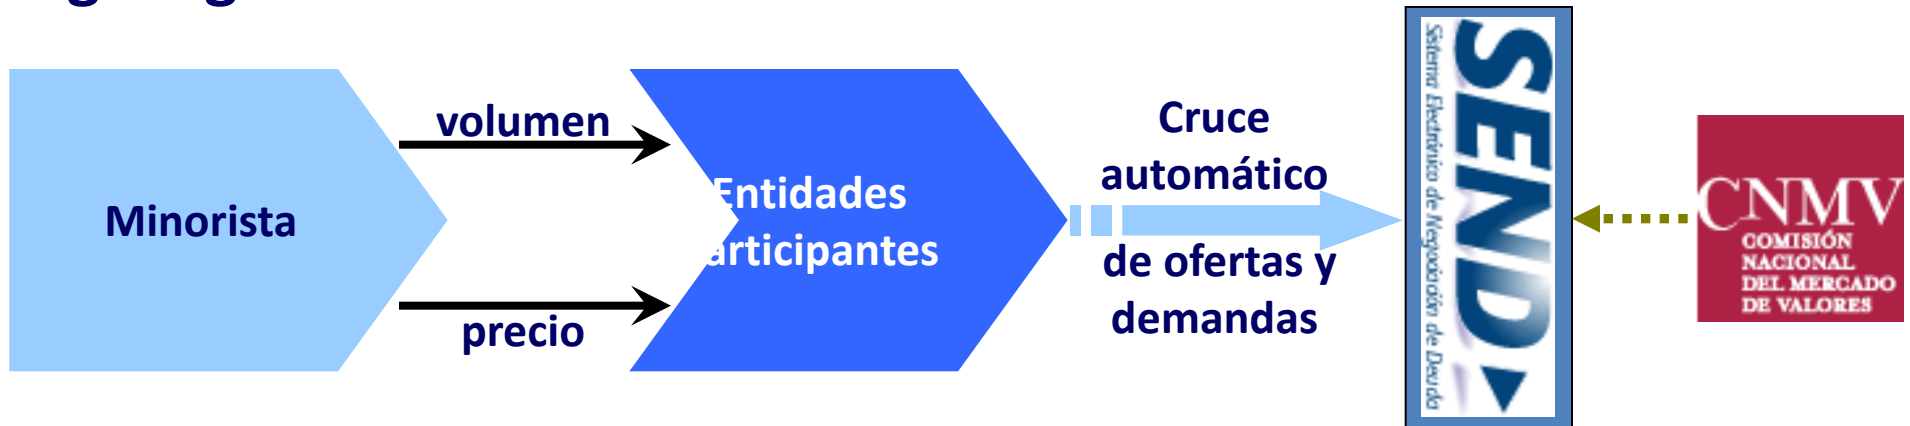 Minorista
volumen
precio
Entidades
articipantes
Cruce
automático
de ofertas y
demandas
SEND
Sistema Electrónico de Negociación de Deuda
CNMV
COMISIÓN
NACIONAL
DEL MERCADO
DE VALORES